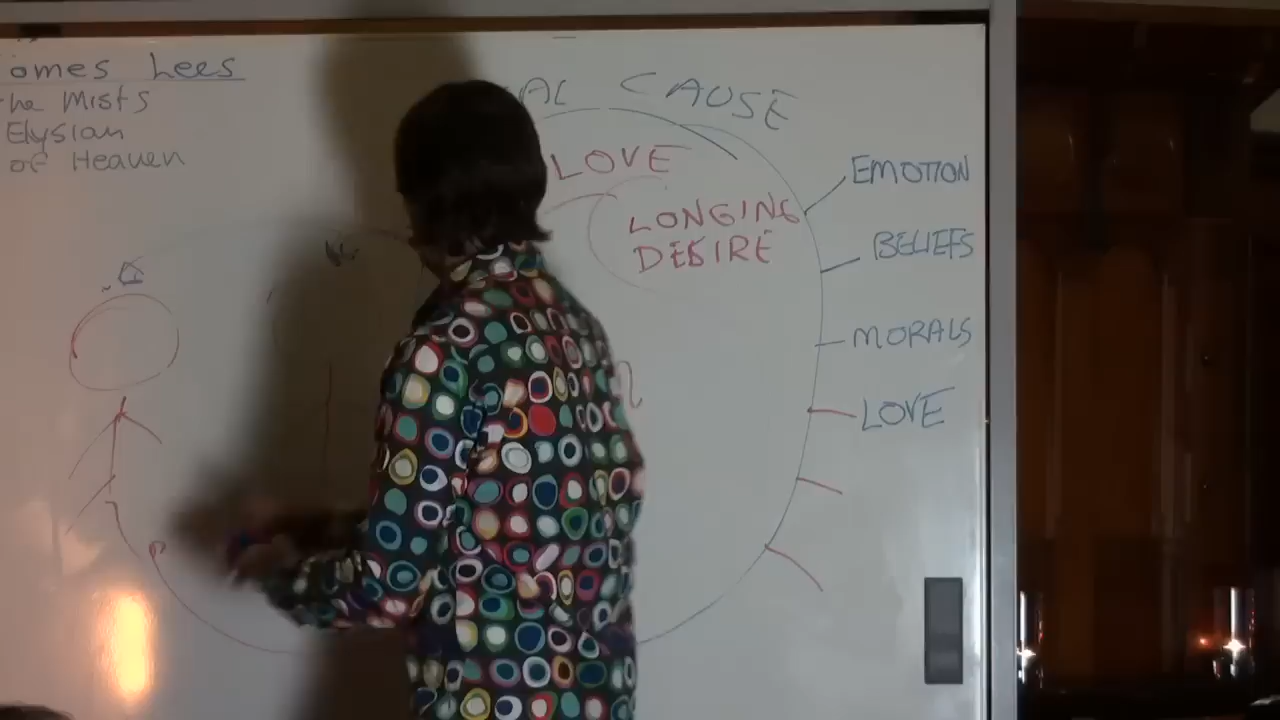 omes Lees
he Mists
Elysian
of Heaven
AL CAUSE
LOVE
LONGING
DESIRE
EMOTION
BELIEFS
MORALS
LOVE